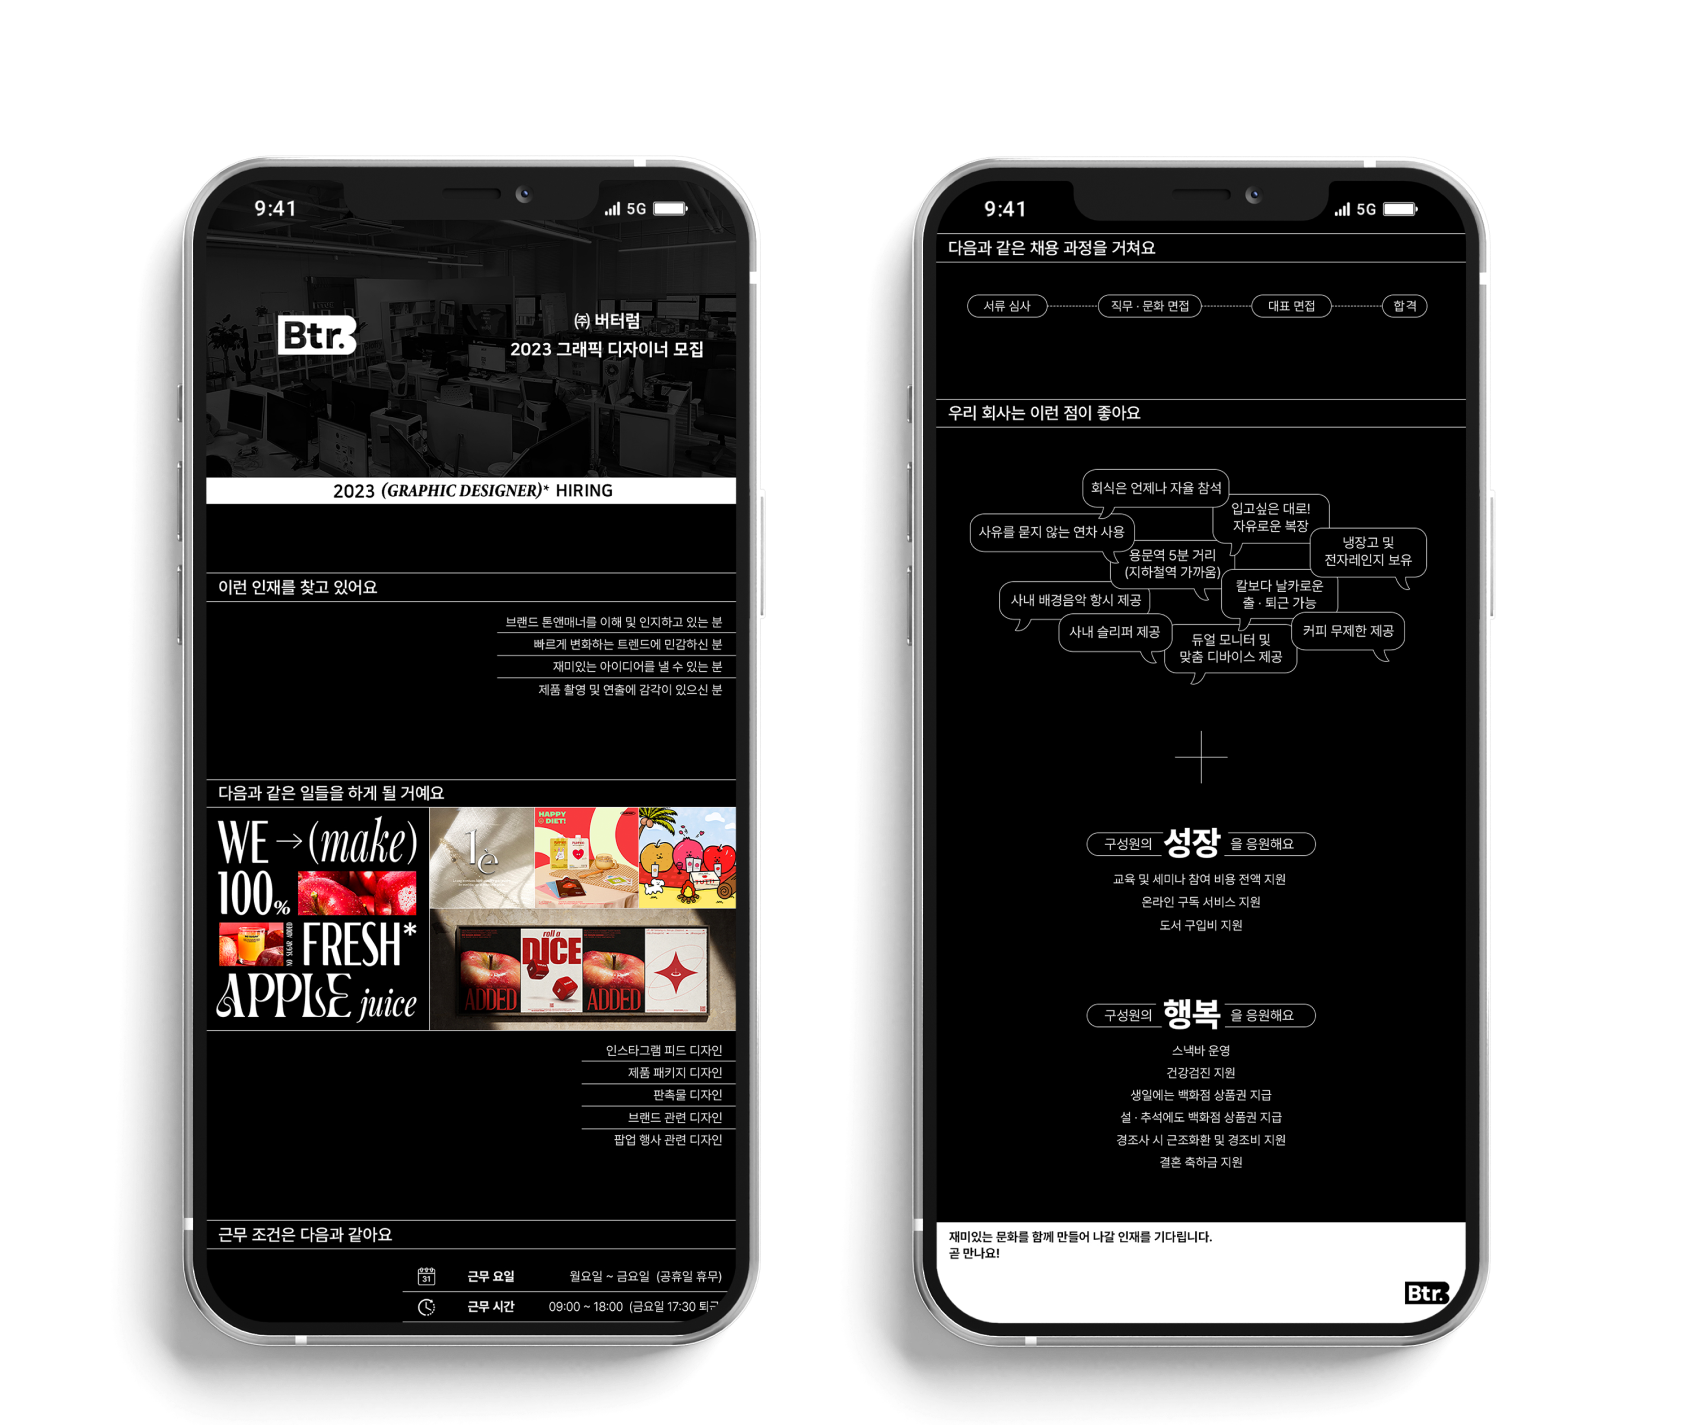 9:41
5G
Btr.
㈜ 버터럼
2023 그래픽 디자이너 모집
2023 (GRAPHIC DESIGNER)* HIRING
이런 인재를 찾고 있어요
브랜드 톤앤매너를 이해 및 인지하고 있는 분
빠르게 변화하는 트렌드에 민감하신 분
재미있는 아이디어를 낼 수 있는 분
제품 촬영 및 연출에 감각이 있으신 분
다음과 같은 일들을 하게 될 거예요
WE → (make)
100%
NO SUGAR ADDED
FRESH*
APPLE juice
1è
HAPPY
DIET!
roll a
DICE
ADDED
ADDED
인스타그램 피드 디자인
제품 패키지 디자인
판촉물 디자인
브랜드 관련 디자인
팝업 행사 관련 디자인
근무 조건은 다음과 같아요
31
근무 요일
월요일 ~ 금요일 (공휴일 휴무)
근무 시간
09:00 ~ 18:00 (금요일 17:30 퇴근
9:41
5G
다음과 같은 채용 과정을 거쳐요
서류 심사
직무 · 문화 면접
대표 면접
합격
우리 회사는 이런 점이 좋아요
회식은 언제나 자율 참석
입고싶은 대로!
자유로운 복장
사유를 묻지 않는 연차 사용
냉장고 및
전자레인지 보유
용문역 5분 거리
(지하철역 가까움)
칼보다 날카로운
출 · 퇴근 가능
사내 배경음악 항시 제공
사내 슬리퍼 제공
듀얼 모니터 및
맞춤 디바이스 제공
커피 무제한 제공
구성원의 성장 을 응원해요
교육 및 세미나 참여 비용 전액 지원
온라인 구독 서비스 지원
도서 구입비 지원
구성원의 행복 을 응원해요
스낵바 운영
건강검진 지원
생일에는 백화점 상품권 지급
설 · 추석에도 백화점 상품권 지급
경조사 시 근조화환 및 경조비 지원
결혼 축하금 지원
재미있는 문화를 함께 만들어 나갈 인재를 기다립니다.
곧 만나요!
Btr.